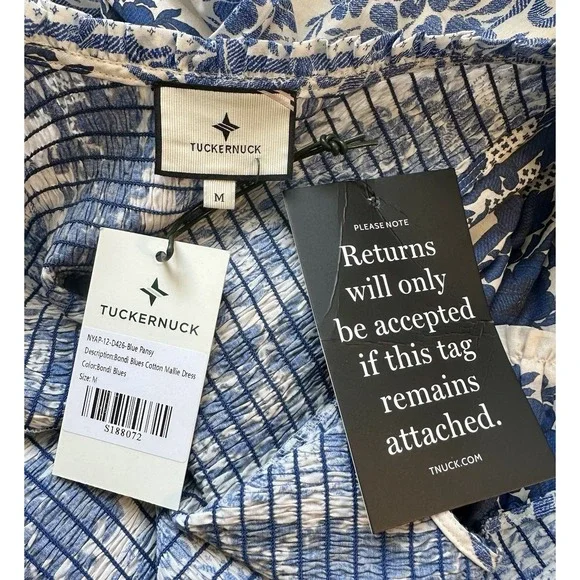 TUCKERNUCK
M
TUCKERNUCK
NYAP-12-D426-Blue Pansy
Description:Bondi Blues Cotton Mallie Dress
Color:Bondi Blues
Size: M
S188072
PLEASE NOTE
Returns
will only
be accepted
if this tag
remains
attached.
TNUCK.COM